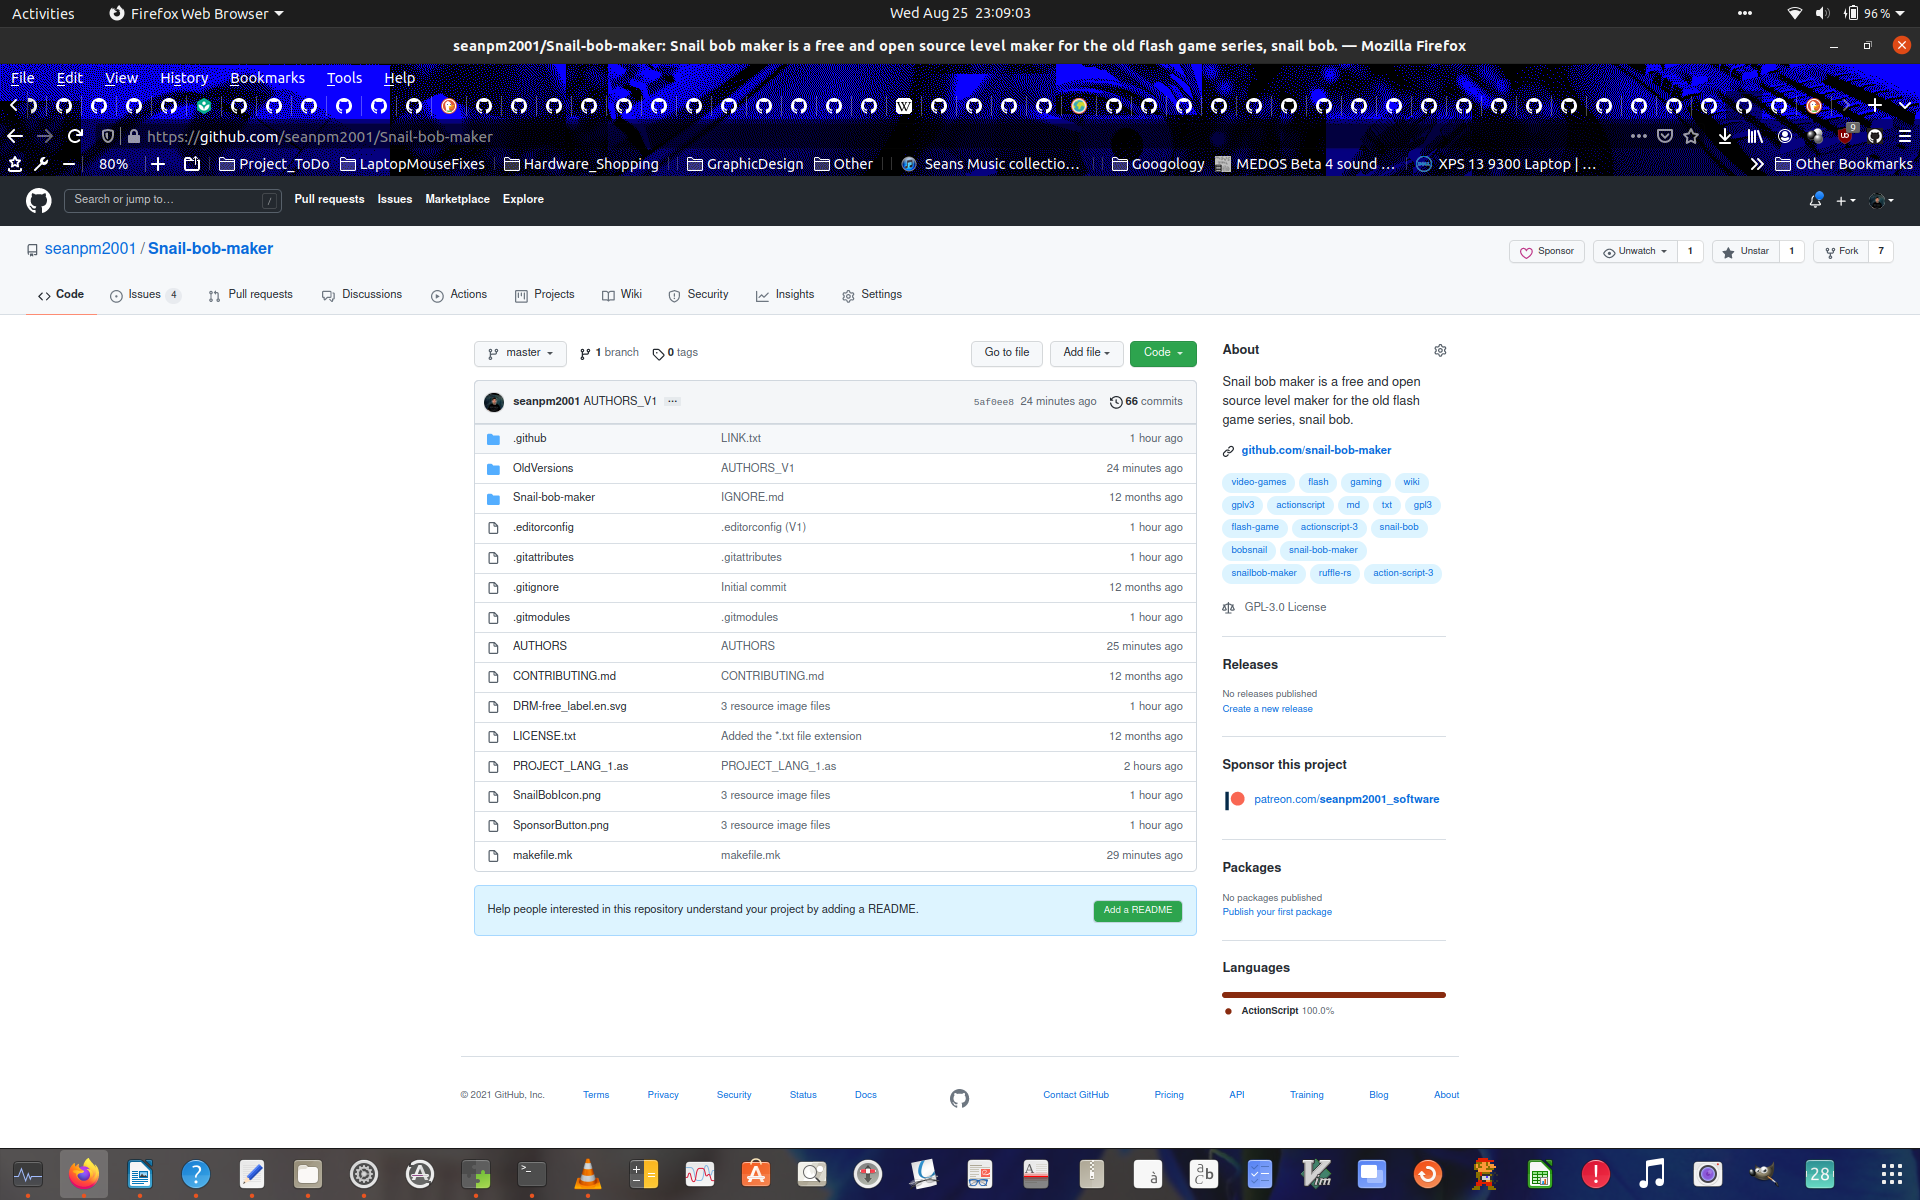 Activities Firefox Web Browser Wed Aug 25 23:09:03 96%
seanpm2001/Snail-bob-maker: Snail bob maker is a free and open source level maker for the old flash game series, snail bob. — Mozilla Firefox
File Edit View History Bookmarks Tools Help
https://github.com/seanpm2001/Snail-bob-maker 9
80% Project_ToDo LaptopMouseFixes Hardware_Shopping GraphicDesign Other Seans Music collectio... Googology MEDOS Beta 4 sound ... XPS 13 9300 Laptop | ... Other Bookmarks
Search or jump to... / Pull requests Issues Marketplace Explore
seanpm2001 / Snail-bob-maker Sponsor Unwatch 1 Unstar 1 Fork 7
Code Issues 4 Pull requests Discussions Actions Projects Wiki Security Insights Settings
master 1 branch 0 tags Go to file Add file Code
seanpm2001 AUTHORS_V1 ... 5af0ee8 24 minutes ago 66 commits
.github LINK.txt 1 hour ago
OldVersions AUTHORS_V1 24 minutes ago
Snail-bob-maker IGNORE.md 12 months ago
.editorconfig .editorconfig (V1) 1 hour ago
.gitattributes .gitattributes 1 hour ago
.gitignore Initial commit 12 months ago
.gitmodules .gitmodules 1 hour ago
AUTHORS AUTHORS 25 minutes ago
CONTRIBUTING.md CONTRIBUTING.md 12 months ago
DRM-free_label.en.svg 3 resource image files 1 hour ago
LICENSE.txt Added the *.txt file extension 12 months ago
PROJECT_LANG_1.as PROJECT_LANG_1.as 2 hours ago
SnailBobIcon.png 3 resource image files 1 hour ago
SponsorButton.png 3 resource image files 1 hour ago
makefile.mk makefile.mk 29 minutes ago
Help people interested in this repository understand your project by adding a README. Add a README
About
Snail bob maker is a free and open
source level maker for the old flash
game series, snail bob.
github.com/snail-bob-maker
video-games flash gaming wiki
gplv3 actionscript md txt gpl3
flash-game actionscript-3 snail-bob
bobsnail snail-bob-maker
snailbob-maker ruffle-rs action-script-3
GPL-3.0 License
Releases
No releases published
Create a new release
Sponsor this project
patreon.com/seanpm2001_software
Packages
No packages published
Publish your first package
Languages
ActionScript 100.0%
© 2021 GitHub, Inc. Terms Privacy Security Status Docs Contact GitHub Pricing API Training Blog About
28